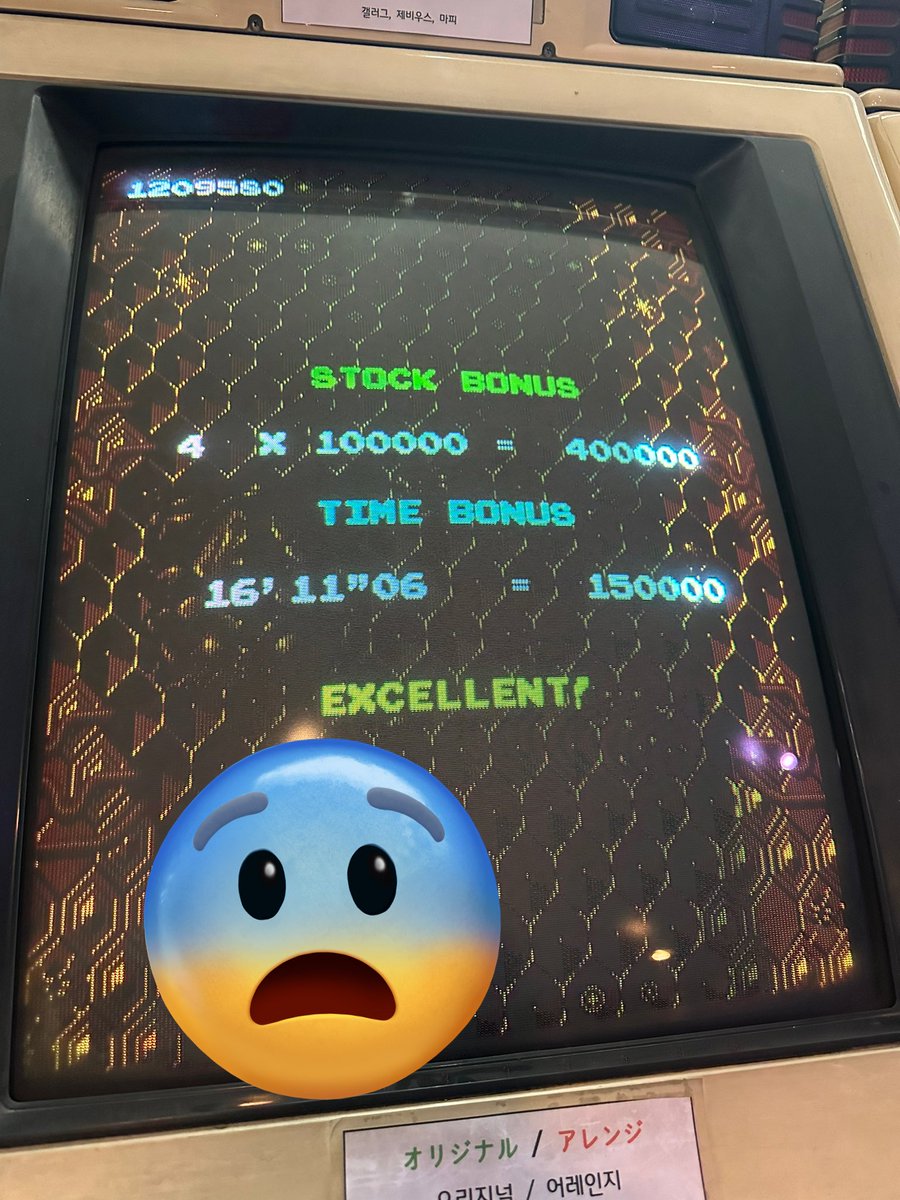 갤러그, 제비우스, 마피
1209580
STOCK BONUS
4 X 100000 = 400000
TIME BONUS
16' 11"06 = 150000
EXCELLENT!
オリジナル / アレンジ
오리지널 / 어레인지